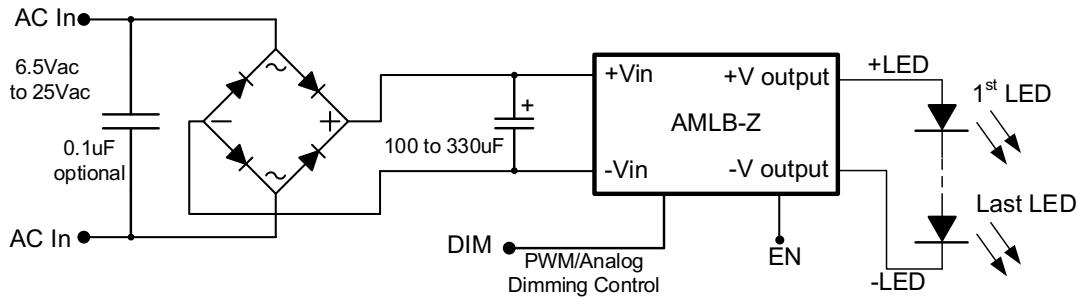 AC In
6.5Vac
to 25Vac
0.1uF
optional
AC In
+
100 to 330uF
+Vin
-Vin
+V output
AMLB-Z
-V output
DIM
PWM/Analog
Dimming Control
EN
+LED
1st LED
Last LED
-LED